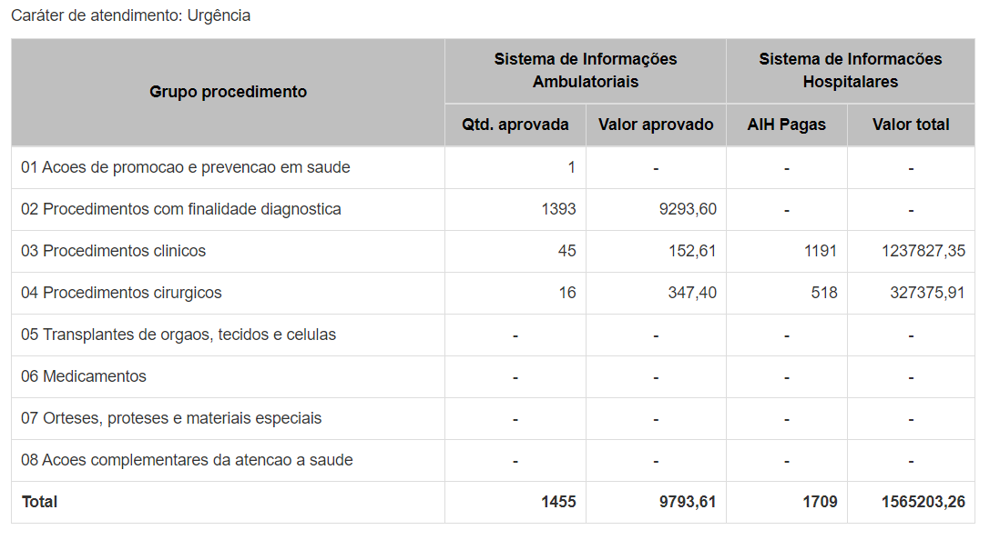 Caráter de atendimento: Urgência
Grupo procedimento
Sistema de Informações
Ambulatoriais
Sistema de Informacões
Hospitalares
Qtd. aprovada Valor aprovado AIH Pagas Valor total
01 Acoes de promocao e prevencao em saude 1 - - -
02 Procedimentos com finalidade diagnostica 1393 9293,60 - -
03 Procedimentos clinicos 45 152,61 1191 1237827,35
04 Procedimentos cirurgicos 16 347,40 518 327375,91
05 Transplantes de orgaos, tecidos e celulas - - - -
06 Medicamentos - - - -
07 Orteses, proteses e materiais especiais - - - -
08 Acoes complementares da atencao a saude - - - -
Total 1455 9793,61 1709 1565203,26